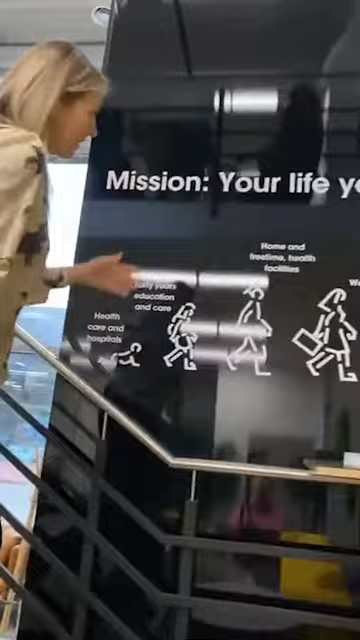 Mission: Your life
Home and
freetime, health
facilities
early years
education
and care
Health
care and
hospitals